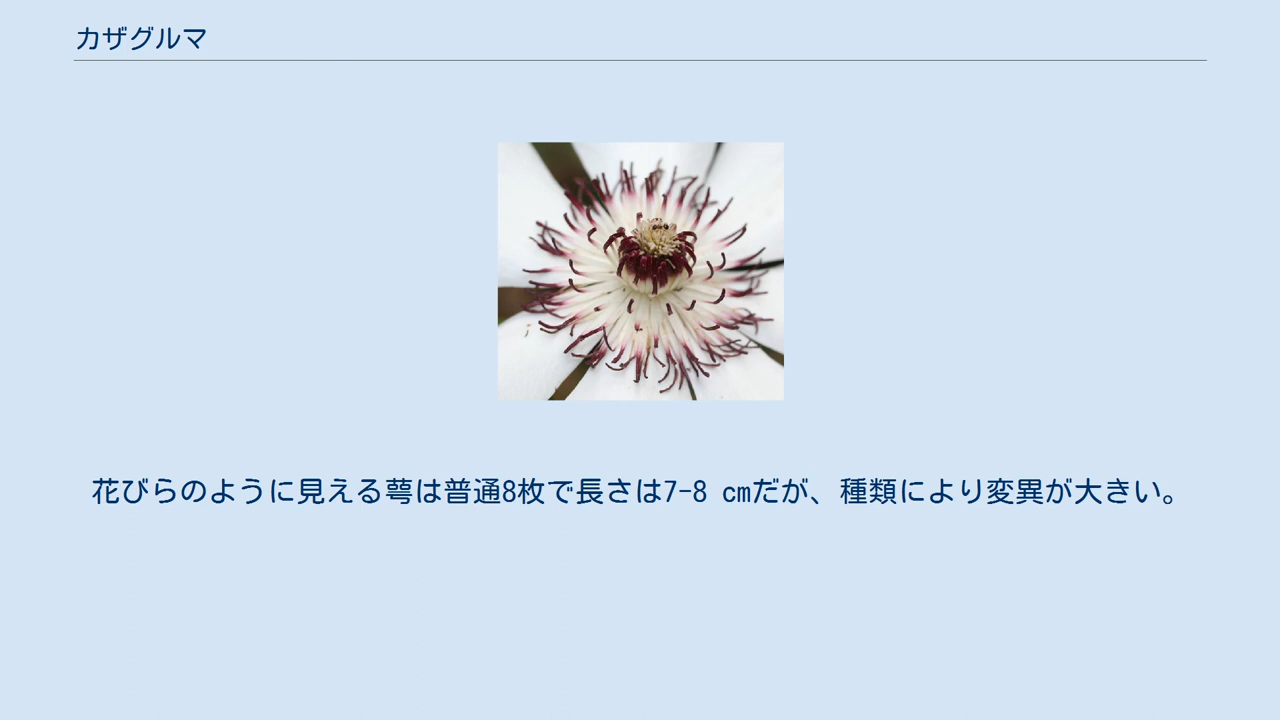 カザグルマ
花びらのように見える萼は普通8枚で長さは7-8 cmだが、種類により変異が大きい。